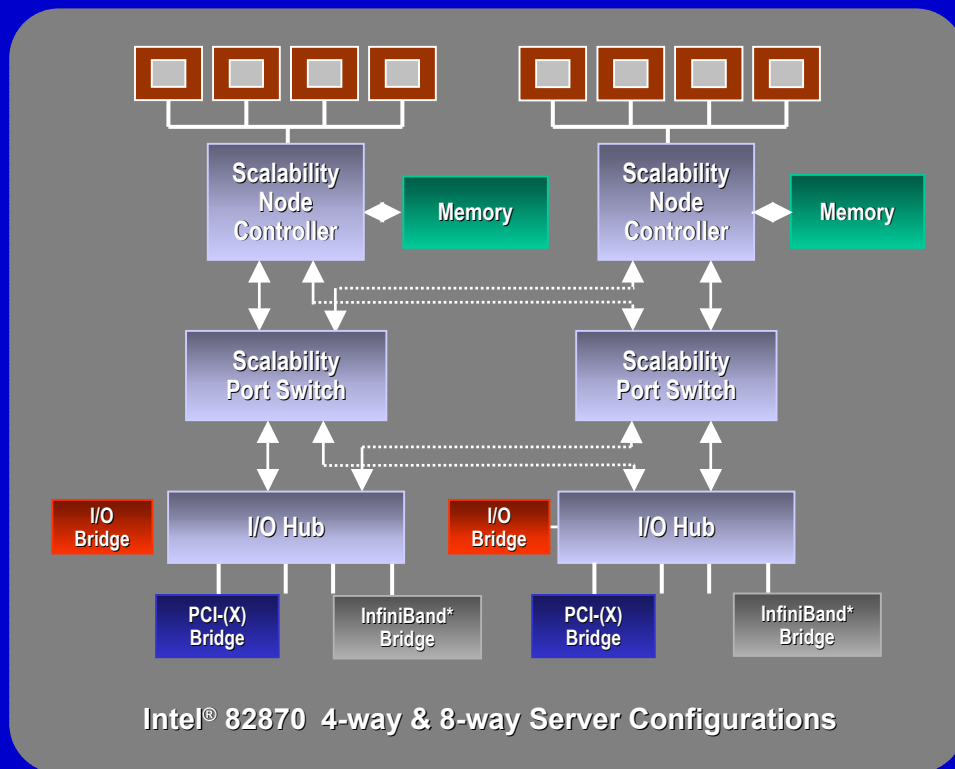 Scalability
Node
Controller
Memory
Scalability
Node
Controller
Memory
Scalability
Port Switch
Scalability
Port Switch
I/O
Bridge
I/O Hub
I/O
Bridge
I/O Hub
PCI-(X)
Bridge
InfiniBand*
Bridge
PCI-(X)
Bridge
InfiniBand*
Bridge
Intel® 82870 4-way & 8-way Server Configurations